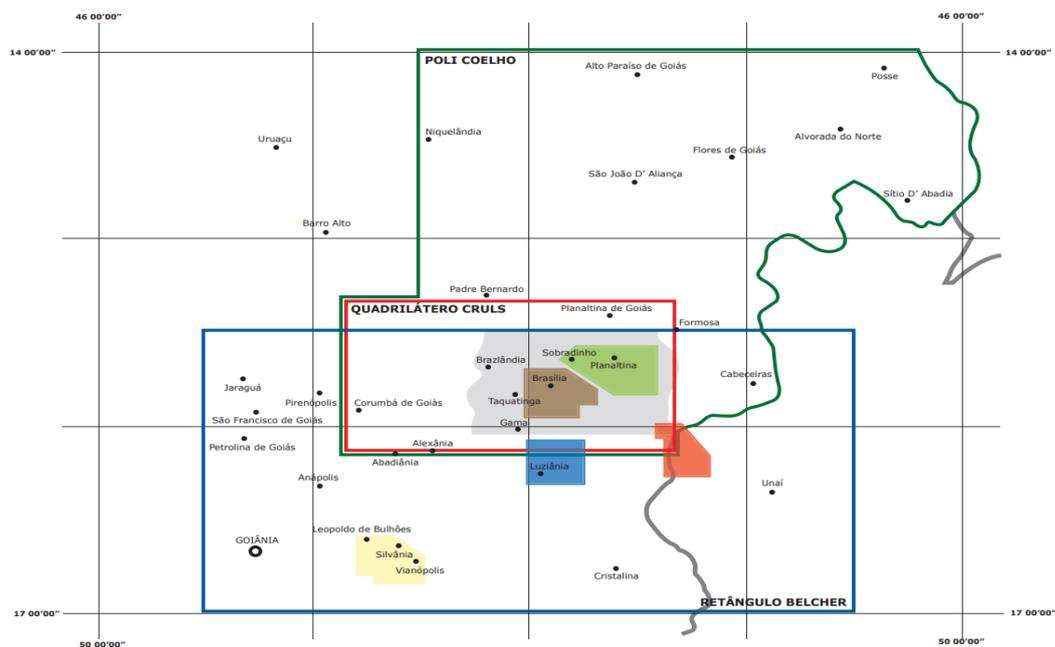 46 00'00"
46 00'00"
14 00'00"
14 00'00"
POLI COELHO
Alto Paraíso de Goiás
Posse
Niquelândia
Uruaçu
Alvorada do Norte
Flores de Goiás
São João D' Aliança
Sítio D' Abadia
Barro Alto
Padre Bernardo
QUADRILÁTERO CRULS
Planaltina de Goiás
Formosa
Sobradinho
Brazlândia
Planaltina
Brasília
Cabeceiras
Jaraguá
Pirenópolis
Corumbá de Goiàs
Taquatinga
São Francisco de Goiás
Gama
Petrolina de Goiás
Alexânia
Abadiânia
Luziânia
Anápolis
Unaí
Leopoldo de Bulhões
GOIÂNIA
Silvânia
Vianópolis
Cristalina
RETÂNGULO BELCHER
17 00'00"
17 00'00"
50 00'00"
50 00'00"